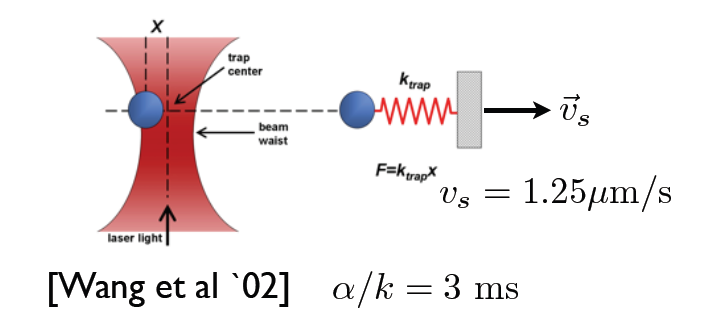 X
trap
center
beam
waist
laser light
k_trap
F=k_trap x
v⃗_s
v_s = 1.25μm/s
[Wang et al `02] α/k = 3 ms